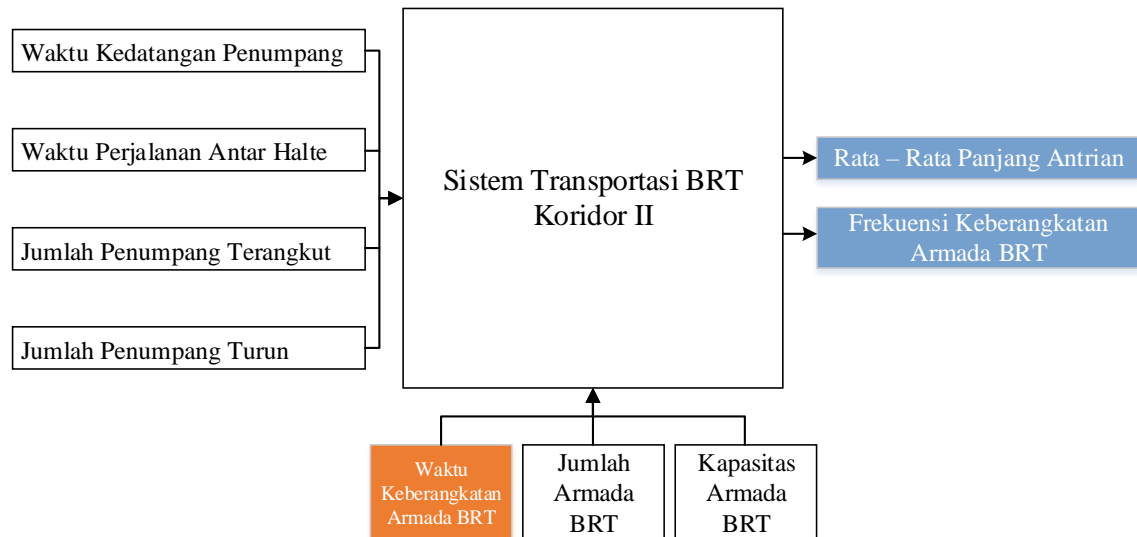 Waktu Kedatangan Penumpang
Waktu Perjalanan Antar Halte
Jumlah Penumpang Terangkut
Jumlah Penumpang Turun
Sistem Transportasi BRT
Koridor II
Rata – Rata Panjang Antrian
Frekuensi Keberangkatan
Armada BRT
Waktu
Keberangkatan
Armada BRT
Jumlah
Armada
BRT
Kapasitas
Armada
BRT